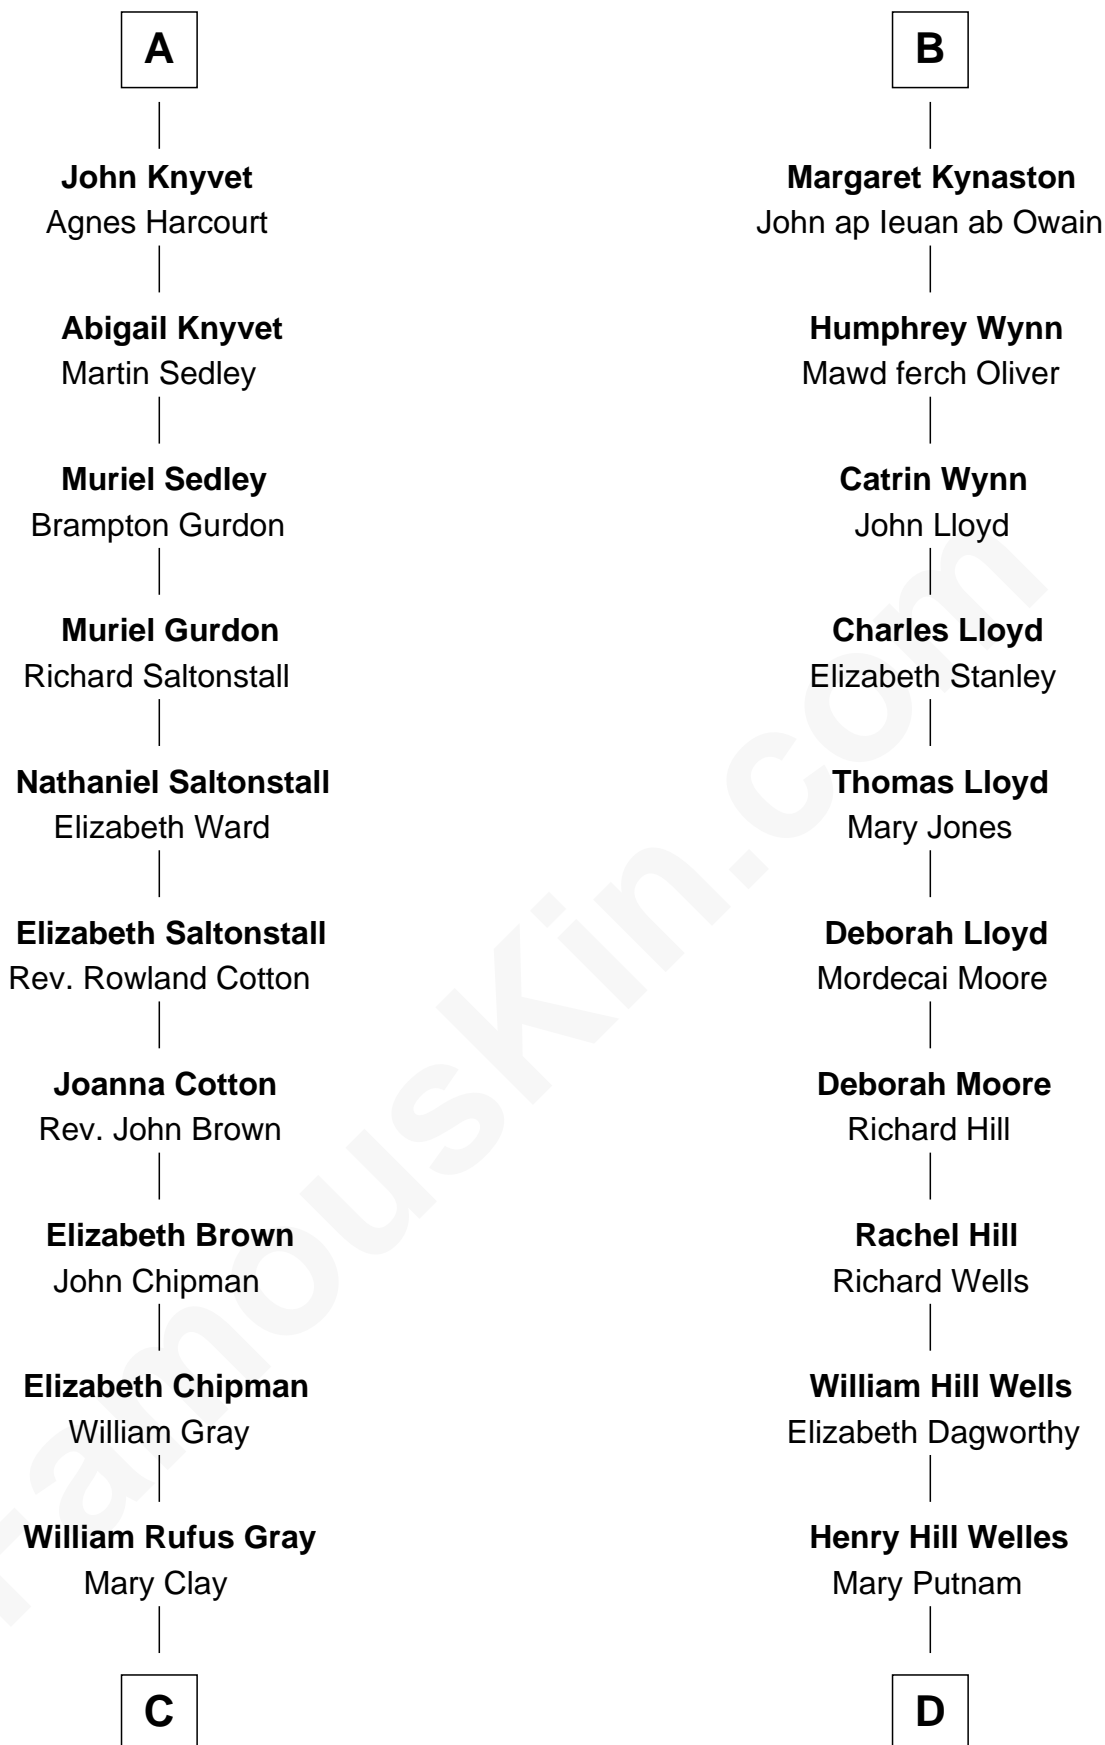 A
John Knyvet
Agnes Harcourt
Abigail Knyvet
Martin Sedley
Muriel Sedley
Brampton Gurdon
Muriel Gurdon
Richard Saltonstall
Nathaniel Saltonstall
Elizabeth Ward
Elizabeth Saltonstall
Rev. Rowland Cotton
Joanna Cotton
Rev. John Brown
Elizabeth Brown
John Chipman
Elizabeth Chipman
William Gray
William Rufus Gray
Mary Clay
C
B
Margaret Kynaston
John ap Ieuan ab Owain
Humphrey Wynn
Mawd ferch Oliver
Catrin Wynn
John Lloyd
Charles Lloyd
Elizabeth Stanley
Thomas Lloyd
Mary Jones
Deborah Lloyd
Mordecai Moore
Deborah Moore
Richard Hill
Rachel Hill
Richard Wells
William Hill Wells
Elizabeth Dagworthy
Henry Hill Welles
Mary Putnam
D
FamousKin.com